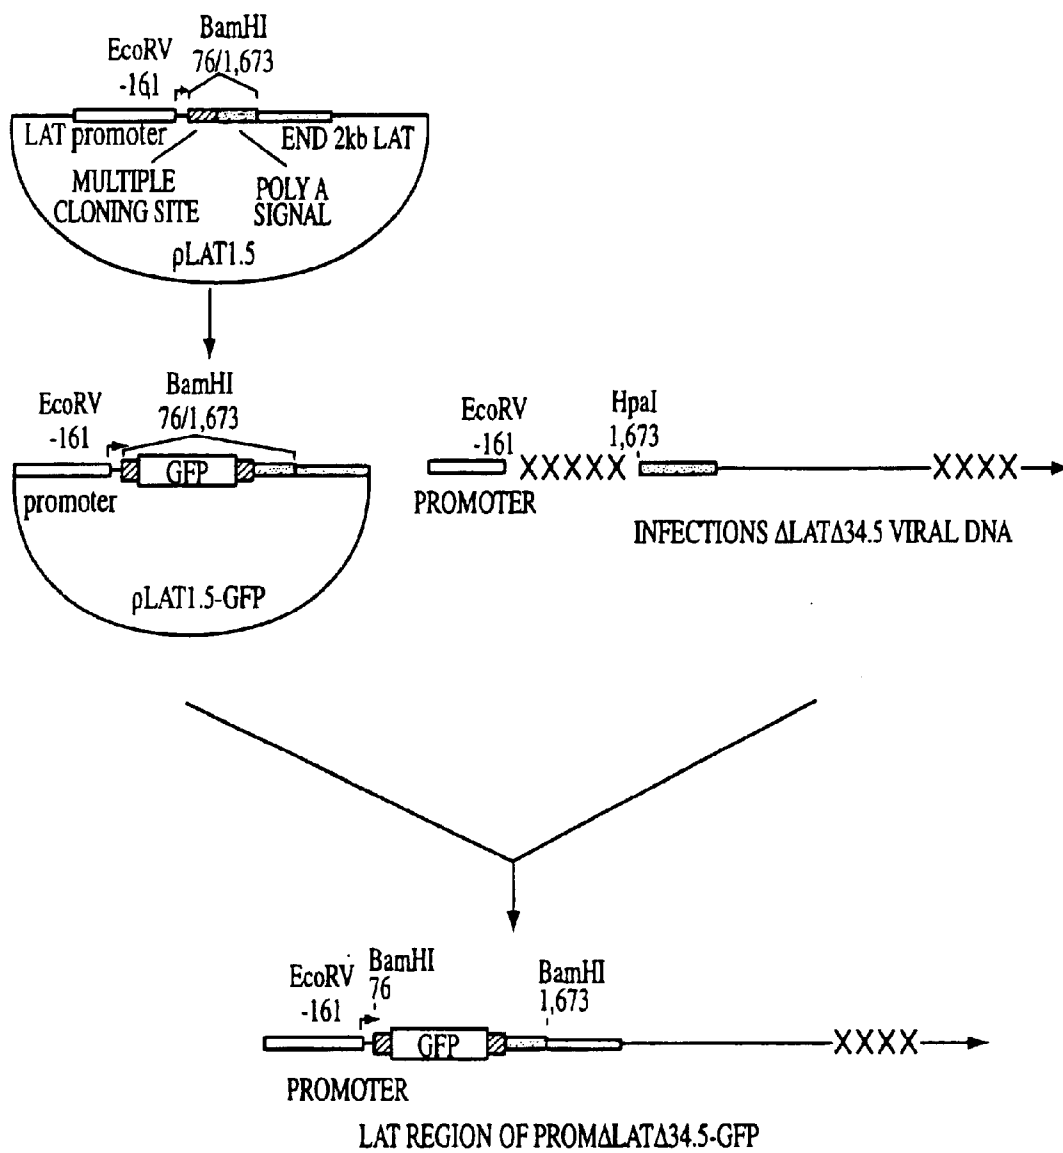 BamHI
EcoRV
76/1,673
-161
LAT promoter
END 2kb LAT
MULTIPLE
CLONING SITE
POLY A
SIGNAL
pLAT1.5
BamHI
EcoRV
76/1,673
-161
GFP
promoter
pLAT1.5-GFP
EcoRV
-161
HpaI
1,673
XXXXX
XXXX
PROMOTER
INFECTIONS ΔLATΔ34.5 VIRAL DNA
EcoRV
-161
BamHI
76
BamHI
1,673
GFP
XXXX
PROMOTER
LAT REGION OF PROMΔLATΔ34.5-GFP